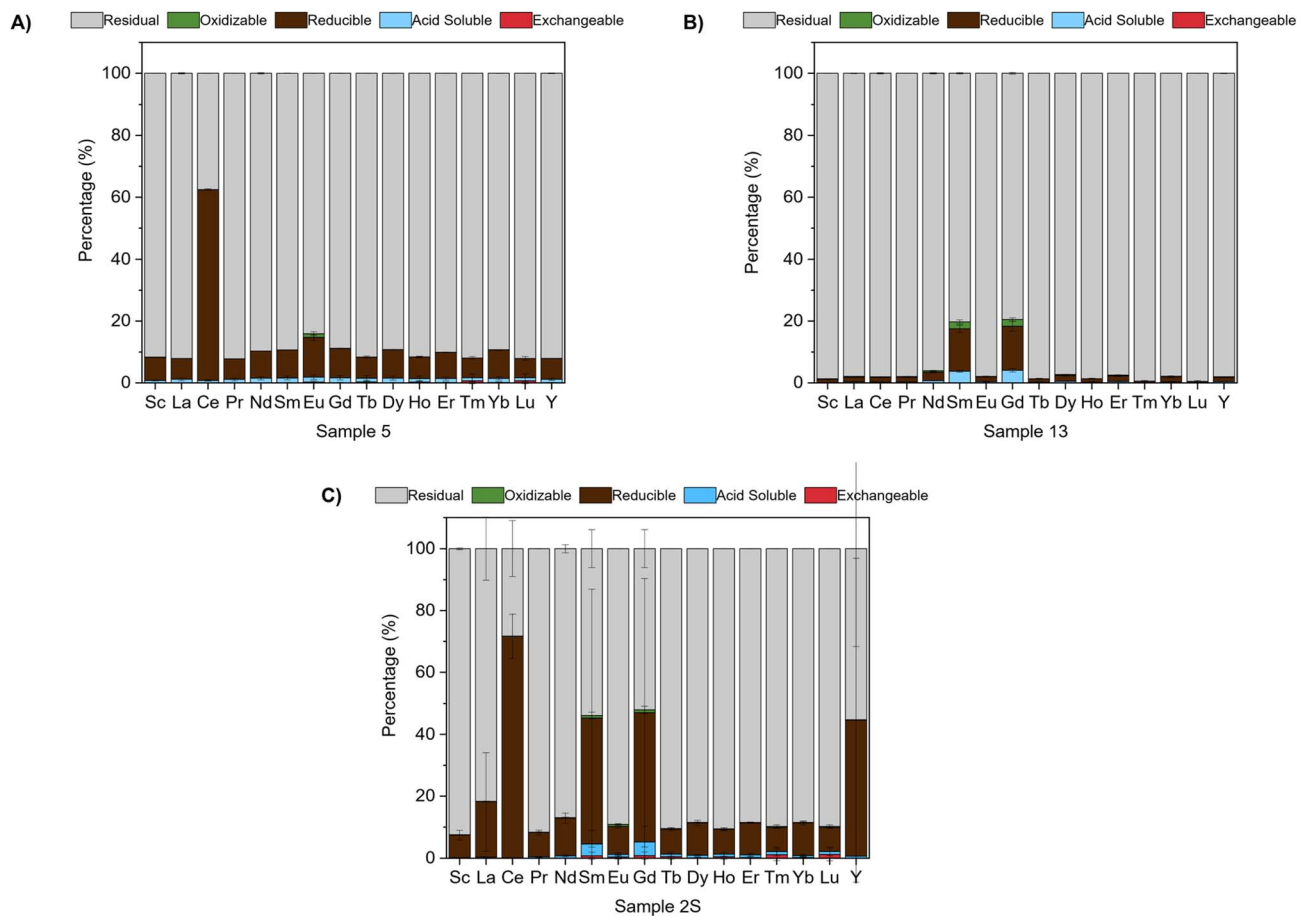 A)
Residual Oxidizable Reducible Acid Soluble Exchangeable
Percentage (%)
100
80
60
40
20
0
Sc La Ce Pr Nd Sm Eu Gd Tb Dy Ho Er Tm Yb Lu Y
Sample 5
B)
Residual Oxidizable Reducible Acid Soluble Exchangeable
Percentage (%)
100
80
60
40
20
0
Sc La Ce Pr Nd Sm Eu Gd Tb Dy Ho Er Tm Yb Lu Y
Sample 13
C)
Residual Oxidizable Reducible Acid Soluble Exchangeable
Percentage (%)
100
80
60
40
20
0
Sc La Ce Pr Nd Sm Eu Gd Tb Dy Ho Er Tm Yb Lu Y
Sample 2S